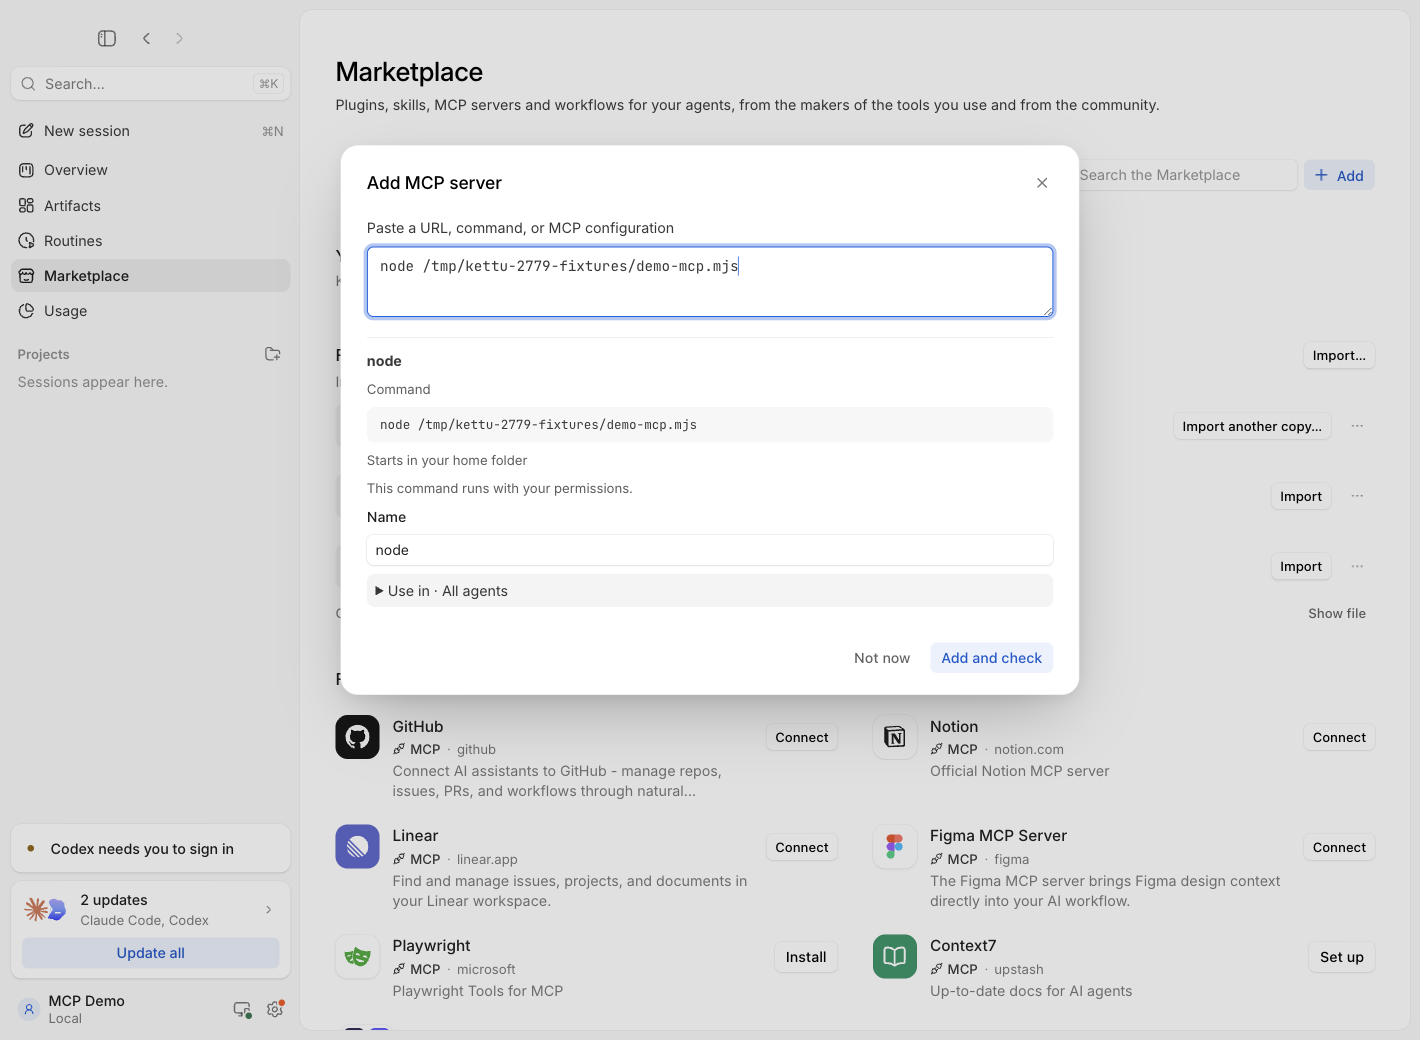 Search...
⌘K
New session
⌘N
Overview
Artifacts
Routines
Marketplace
Usage
Projects
Sessions appear here.
Codex needs you to sign in
2 updates
Claude Code, Codex
Update all
MCP Demo
Local
Marketplace
Plugins, skills, MCP servers and workflows for your agents, from the makers of the tools you use and from the community.
Search the Marketplace
Add
Add MCP server
Paste a URL, command, or MCP configuration
node /tmp/kettu-2779-fixtures/demo-mcp.mjs
node
Command
node /tmp/kettu-2779-fixtures/demo-mcp.mjs
Starts in your home folder
This command runs with your permissions.
Name
node
Use in · All agents
Not now
Add and check
Import...
Import another copy...
Import
Import
Show file
GitHub
MCP · github
Connect AI assistants to GitHub - manage repos,
issues, PRs, and workflows through natural...
Connect
Notion
MCP · notion.com
Official Notion MCP server
Connect
Linear
MCP · linear.app
Find and manage issues, projects, and documents in
your Linear workspace.
Connect
Figma MCP Server
MCP · figma
The Figma MCP server brings Figma design context
directly into your AI workflow.
Connect
Playwright
MCP · microsoft
Playwright Tools for MCP
Install
Context7
MCP · upstash
Up-to-date docs for AI agents
Set up